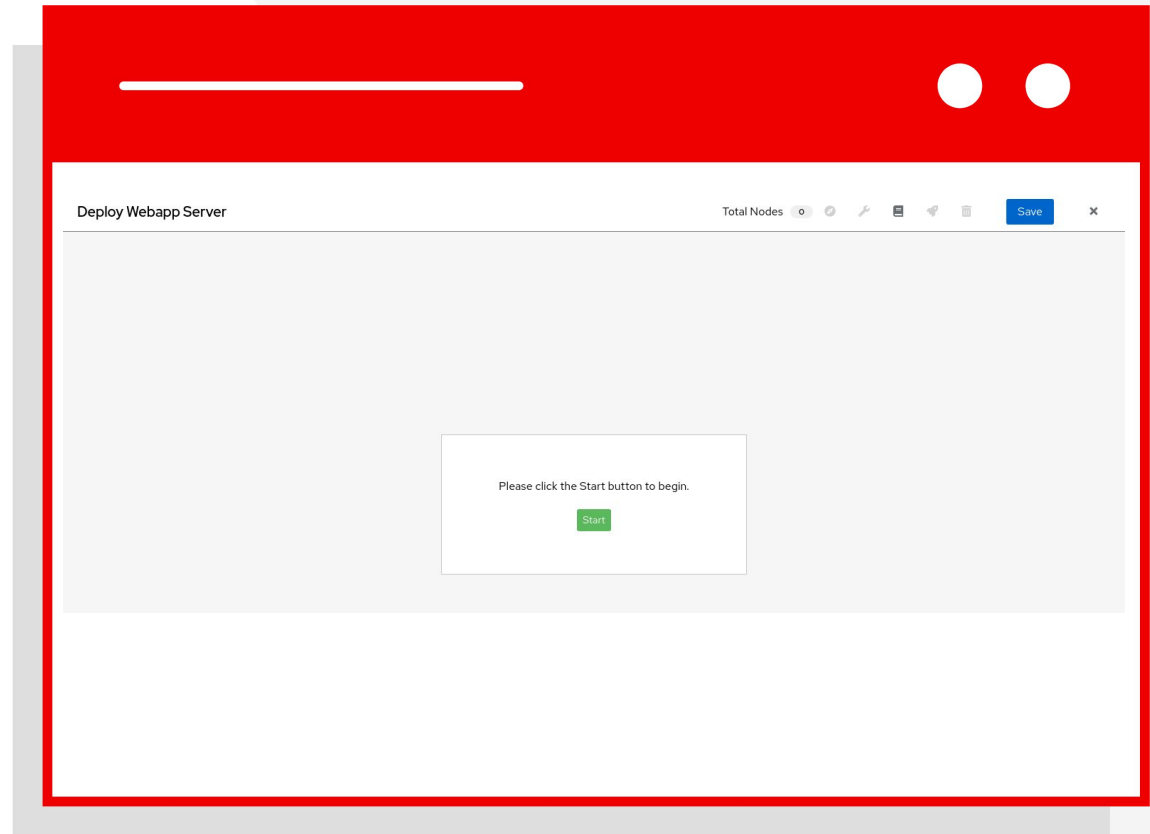 Deploy Webapp Server
Total Nodes 0
Save
Please click the Start button to begin.
Start